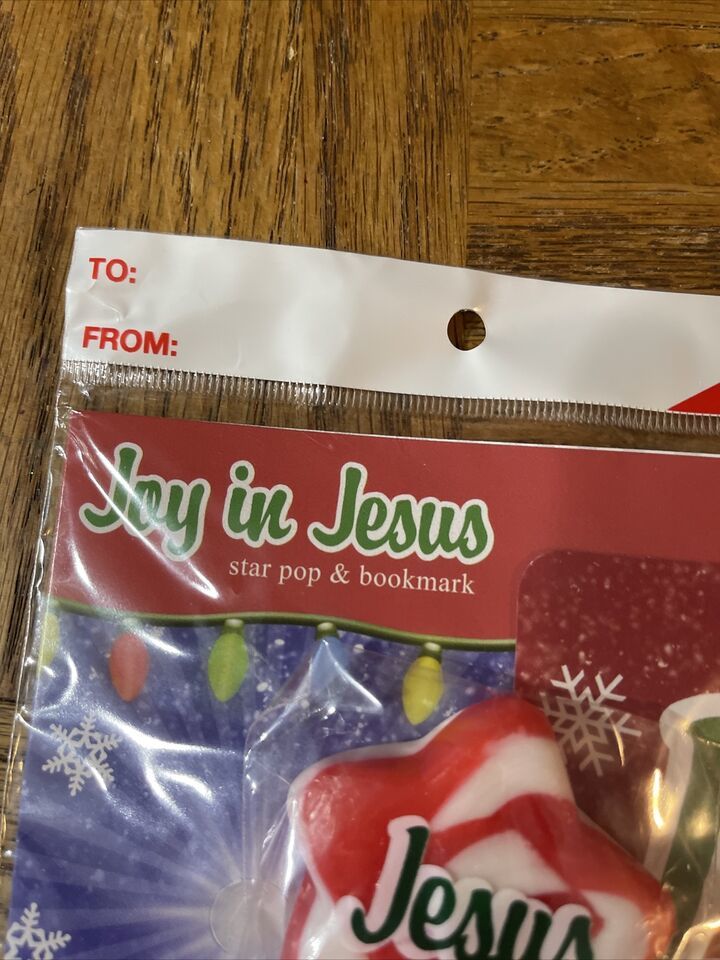 TO:
FROM:
Joy in Jesus
star pop & bookmark
Jesus